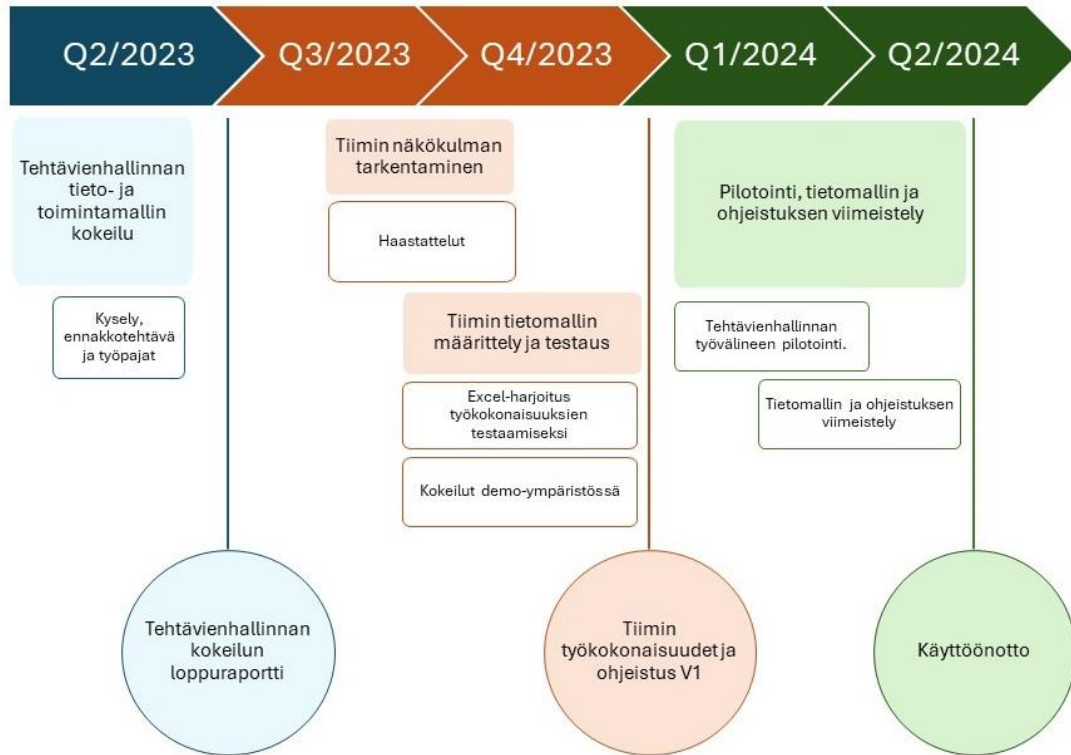 Q2/2023
Q3/2023
Q4/2023
Q1/2024
Q2/2024
Tehtävienhallinnan
tieto- ja
toimintamallin
kokeilu
Kysely,
ennakkotehtävä
ja työpajat
Tiimin näkökulman
tarkentaminen
Haastattelut
Tiimin tietomallin
määrittely ja testaus
Excel-harjoitus
työkokonaisuuksien
testaamiseksi
Kokeilut demo-ympäristössä
Pilotointi, tietomallin ja
ohjeistuksen viimeistely
Tehtävienhallinnan
työvälineen pilotointi.
Tietomallin ja ohjeistuksen
viimeistely
Tehtävienhallinnan
kokeilun
loppuraportti
Tiimin
työkokonaisuudet ja
ohjeistus V1
Käyttöönotto